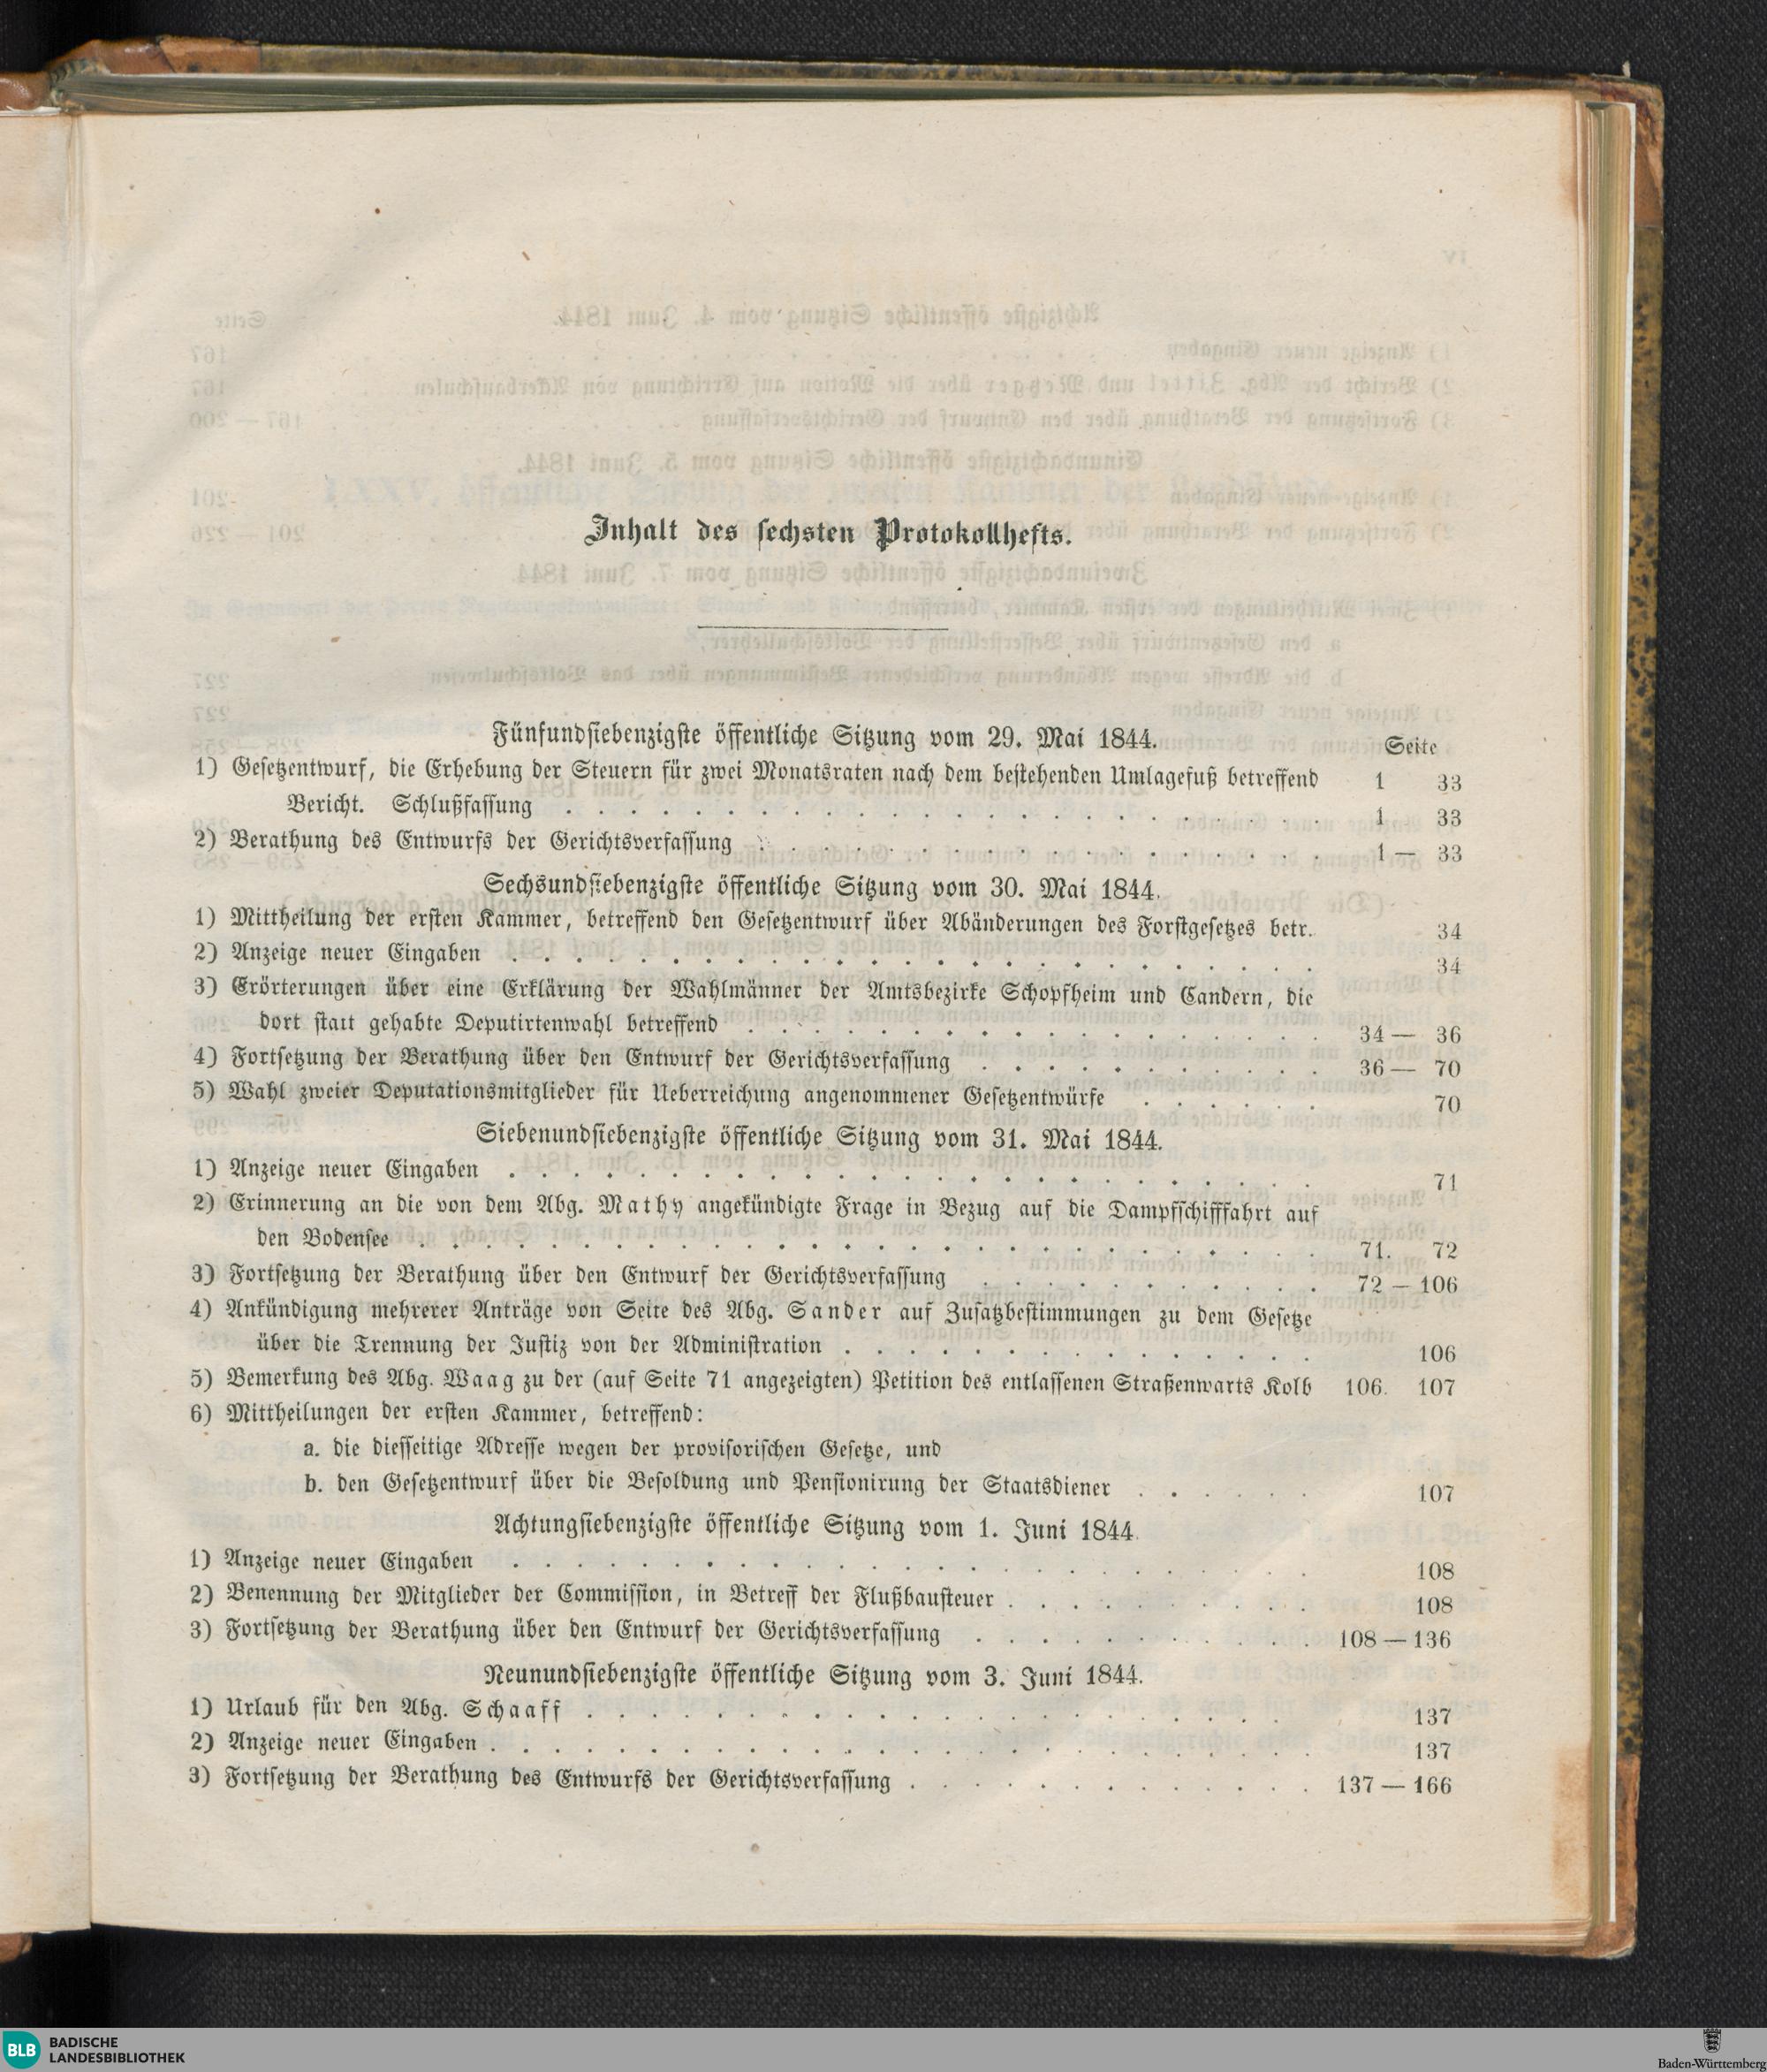 Inhalt des sechsten Protokollhefts.
Fünfundsiebenzigste öffentliche Sitzung vom 29. Mai 1844.
Seite
1) Gesetzentwurf, die Erhebung der Steuern für zwei Monatsraten nach dem bestehenden Umlagefuß betreffend 1 33
Bericht. Schlußfassung . . . . . . . . . . 1 33
2) Berathung des Entwurfs der Gerichtsverfassung . . . . . . . . . . 1 — 33
Sechsundsiebenzigste öffentliche Sitzung vom 30. Mai 1844.
1) Mittheilung der ersten Kammer, betreffend den Gesetzentwurf über Abänderungen des Forstgesetzes betr. 34
2) Anzeige neuer Eingaben . . . . . . . . . . 34
3) Erörterungen über eine Erklärung der Wahlmänner der Amtsbezirke Schopfheim und Candern, die
dort statt gehabte Deputirtenwahl betreffend . . . . . . . . . . 34 — 36
4) Fortsetzung der Berathung über den Entwurf der Gerichtsverfassung . . . . . . . . . . 36 — 70
5) Wahl zweier Deputationsmitglieder für Ueberreichung angenommener Gesetzentwürfe . . . . . . 70
Siebenundsiebenzigste öffentliche Sitzung vom 31. Mai 1844.
1) Anzeige neuer Eingaben . . . . . . . . . . 71
2) Erinnerung an die von dem Abg. Mathy angekündigte Frage in Bezug auf die Dampfschifffahrt auf
den Bodensee . . . . . . . . . . 71. 72
3) Fortsetzung der Berathung über den Entwurf der Gerichtsverfassung . . . . . . . . . . 72 — 106
4) Ankündigung mehrerer Anträge von Seite des Abg. Sander auf Zusatzbestimmungen zu dem Gesetze
über die Trennung der Justiz von der Administration . . . . . . . . . . 106
5) Bemerkung des Abg. Waag zu der (auf Seite 71 angezeigten) Petition des entlassenen Straßenwarts Kolb 106. 107
6) Mittheilungen der ersten Kammer, betreffend:
a. die diesseitige Adresse wegen der provisorischen Gesetze, und
b. den Gesetzentwurf über die Besoldung und Pensionirung der Staatsdiener . . . . . . 107
Achtungsiebenzigste öffentliche Sitzung vom 1. Juni 1844.
1) Anzeige neuer Eingaben . . . . . . . . . . 108
2) Benennung der Mitglieder der Commission, in Betreff der Flußbausteuer . . . . . . . . . . 108
3) Fortsetzung der Berathung über den Entwurf der Gerichtsverfassung . . . . . . . . . . 108 — 136
Neunundsiebenzigste öffentliche Sitzung vom 3. Juni 1844.
1) Urlaub für den Abg. Schaaff . . . . . . . . . . 137
2) Anzeige neuer Eingaben . . . . . . . . . . 137
3) Fortsetzung der Berathung des Entwurfs der Gerichtsverfassung . . . . . . . . . . 137 — 166
BLB BADISCHE
LANDESBIBLIOTHEK
Baden-Württemberg